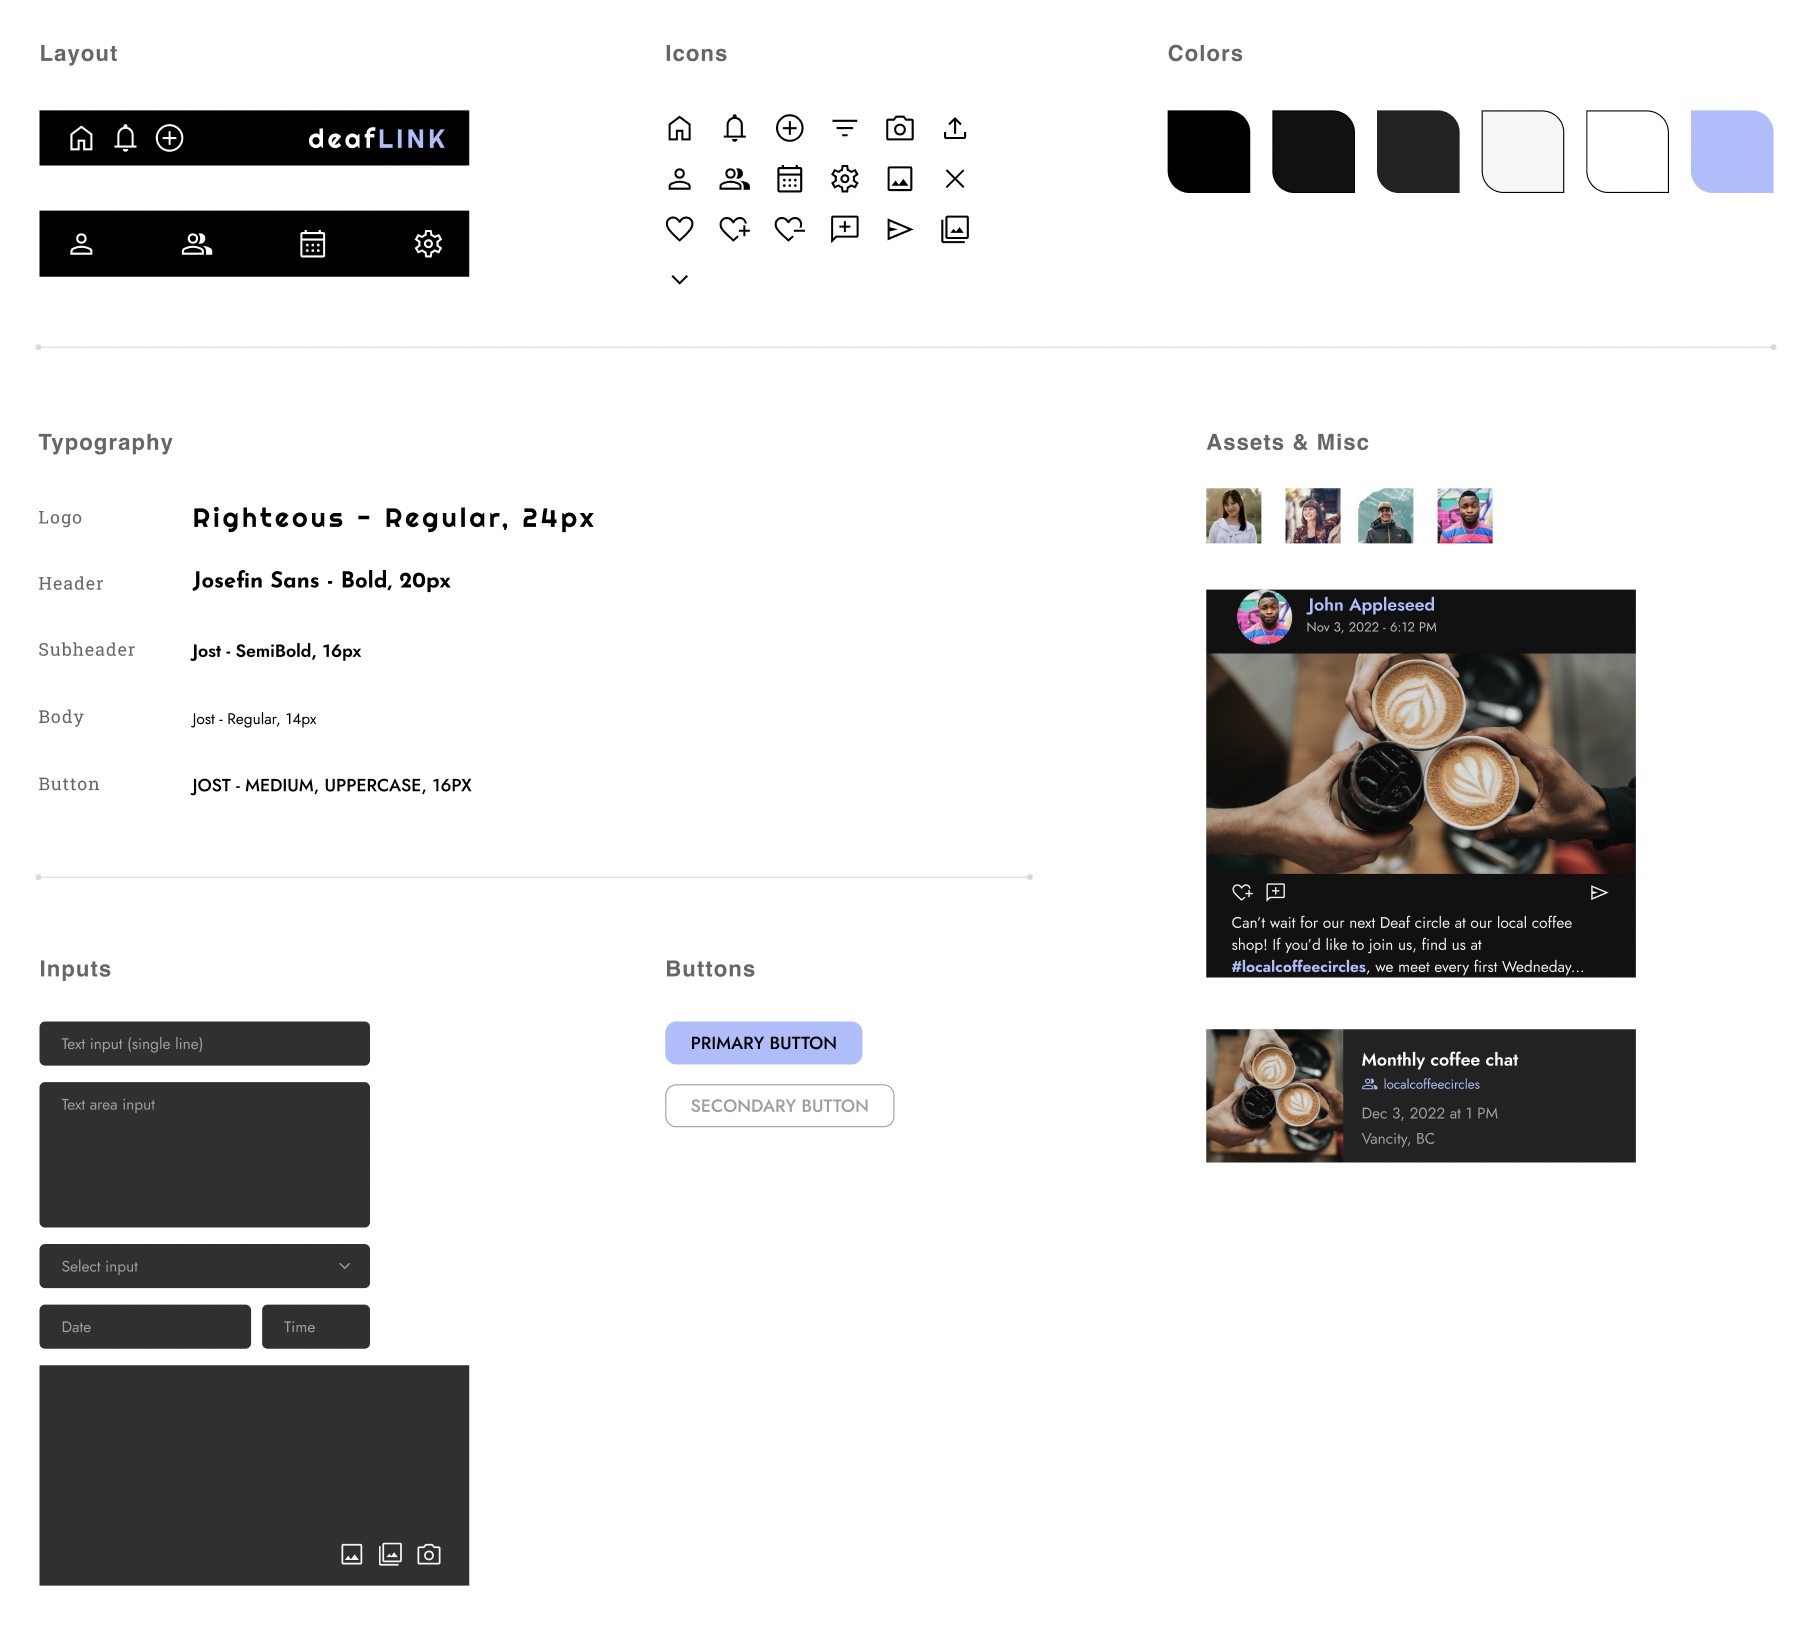 Layout
Icons
Colors
deafLINK
Typography
Assets & Misc
Logo
Righteous - Regular, 24px
Header
Josefin Sans - Bold, 20px
Subheader
Jost - SemiBold, 16px
Body
Jost - Regular, 14px
Button
JOST - MEDIUM, UPPERCASE, 16PX
John Appleseed
Nov 3, 2022 - 6:12 PM
Can't wait for our next Deaf circle at our local coffee
shop! If you'd like to join us, find us at
#localcoffeecircles, we meet every first Wedneday...
Inputs
Buttons
Text input (single line)
Text area input
Select input
Date
Time
PRIMARY BUTTON
SECONDARY BUTTON
Monthly coffee chat
localcoffeecircles
Dec 3, 2022 at 1 PM
Vancity, BC